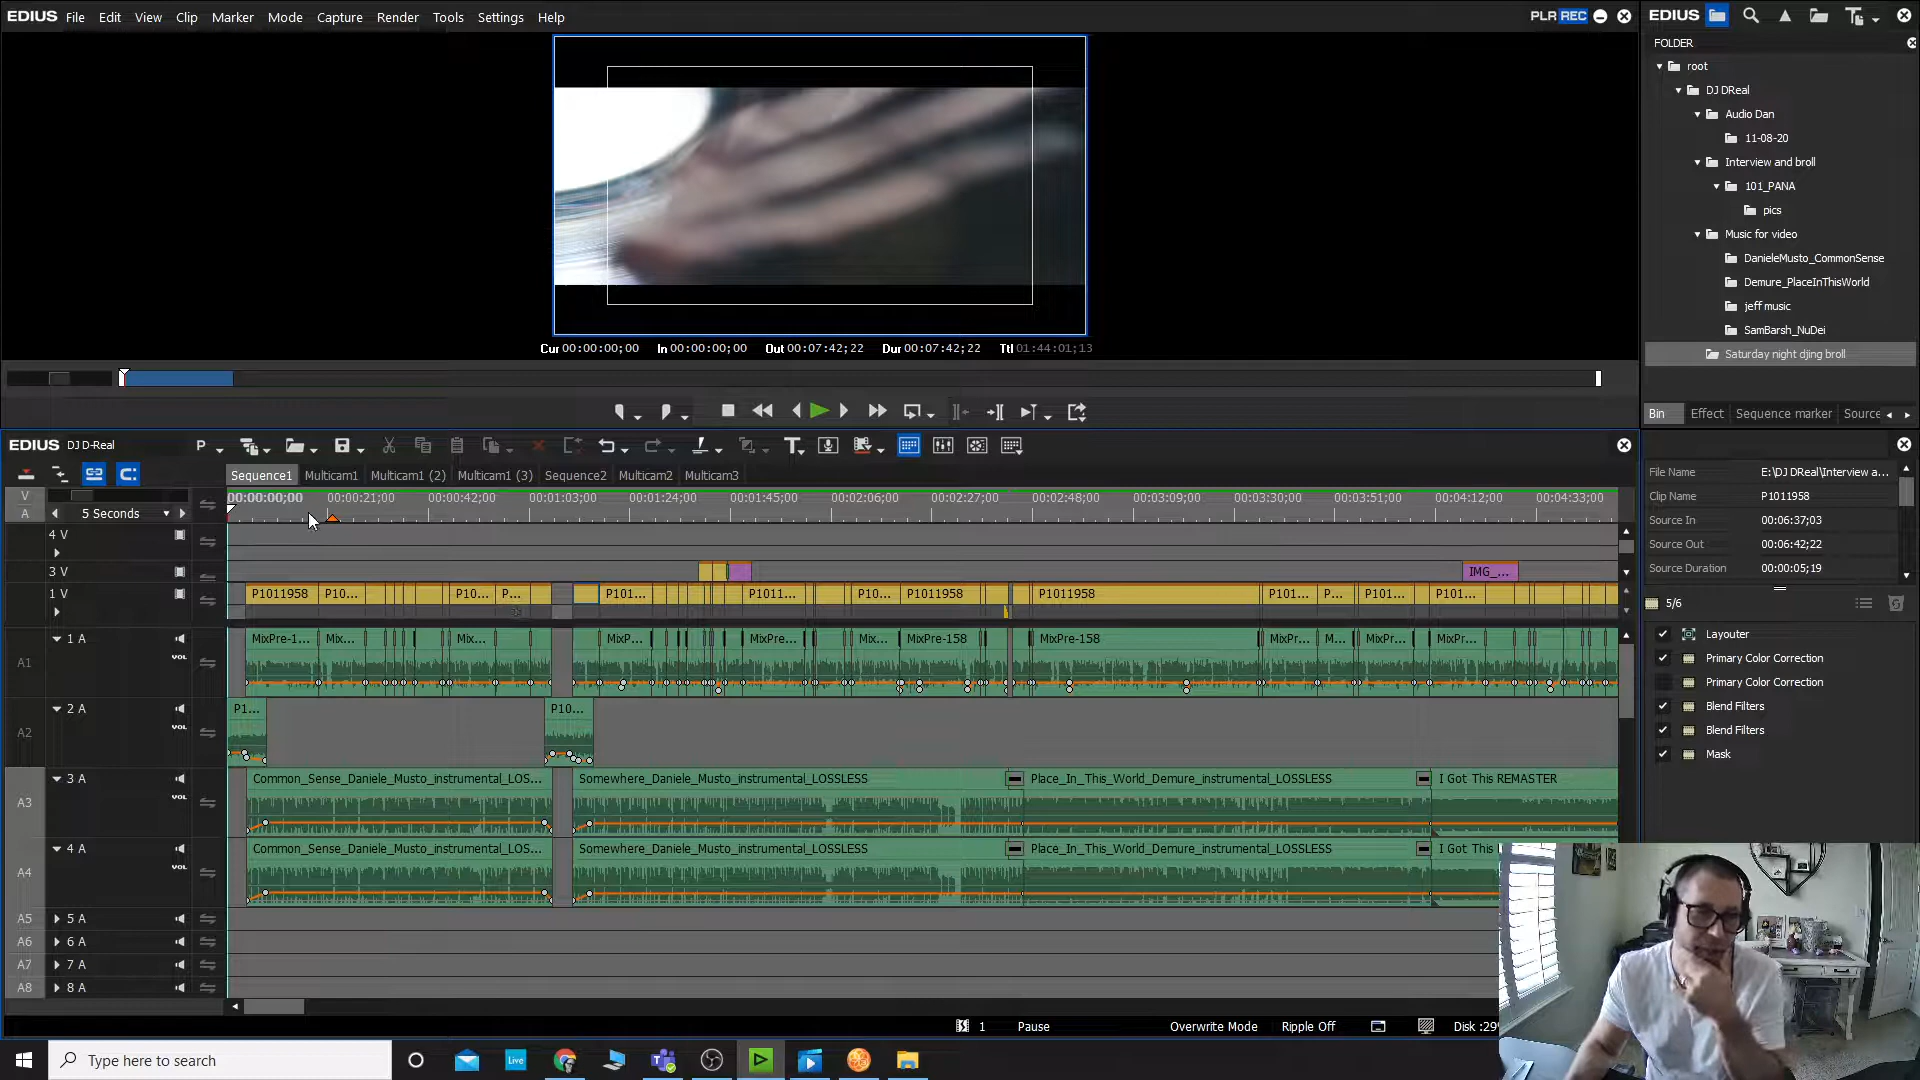 EDIUS File Edit View Clip Marker Mode Capture Render Tools Settings Help PLR REC
Cur 00:00:00;00 In 00:00:00;00 Out 00:07:42;22 Dur 00:07:42;22 Ttl 01:44:01;13
EDIUS
FOLDER
root
DJ DReal
Audio Dan
11-08-20
Interview and broll
101_PANA
pics
Music for video
DanieleMusto_CommonSense
Demure_PlaceInThisWorld
jeff music
SamBarsh_NuDei
Saturday night djing broll
Bin Effect Sequence marker Source
EDIUS DJ D-Real P
Sequence1 Multicam1 Multicam1 (2) Multicam1 (3) Sequence2 Multicam2 Multicam3
V 00:00:00;00 00:00:21;00 00:00:42;00 00:01:03;00 00:01:24;00 00:01:45;00 00:02:06;00 00:02:27;00 00:02:48;00 00:03:09;00 00:03:30;00 00:03:51;00 00:04:12;00 00:04:33;00
A 5 Seconds
4 V
3 V IMG_...
1 V P1011958 P10... P10... P... P101... P1011... P10... P1011958 P1011958 P101... P... P101... P101...
1 A MixPre-1... Mix... Mix... MixP... MixPre... Mix... MixPre-158 MixPre-158 MixPr... M... MixPr... MixPr...
A1 VOL
2 A P1... P10...
A2 VOL
3 A Common_Sense_Daniele_Musto_instrumental_LOS... Somewhere_Daniele_Musto_instrumental_LOSSLESS Place_In_This_World_Demure_instrumental_LOSSLESS I Got This REMASTER
A3 VOL
4 A Common_Sense_Daniele_Musto_instrumental_LOS... Somewhere_Daniele_Musto_instrumental_LOSSLESS Place_In_This_World_Demure_instrumental_LOSSLESS I Got This
A4 VOL
A5 5 A
A6 6 A
A7 7 A
A8 8 A
1 Pause Overwrite Mode Ripple Off Disk :29
File Name E:\DJ DReal\Interview a...
Clip Name P1011958
Source In 00:06:37;03
Source Out 00:06:42;22
Source Duration 00:00:05;19
5/6
Layouter
Primary Color Correction
Primary Color Correction
Blend Filters
Blend Filters
Mask
Type here to search
Live